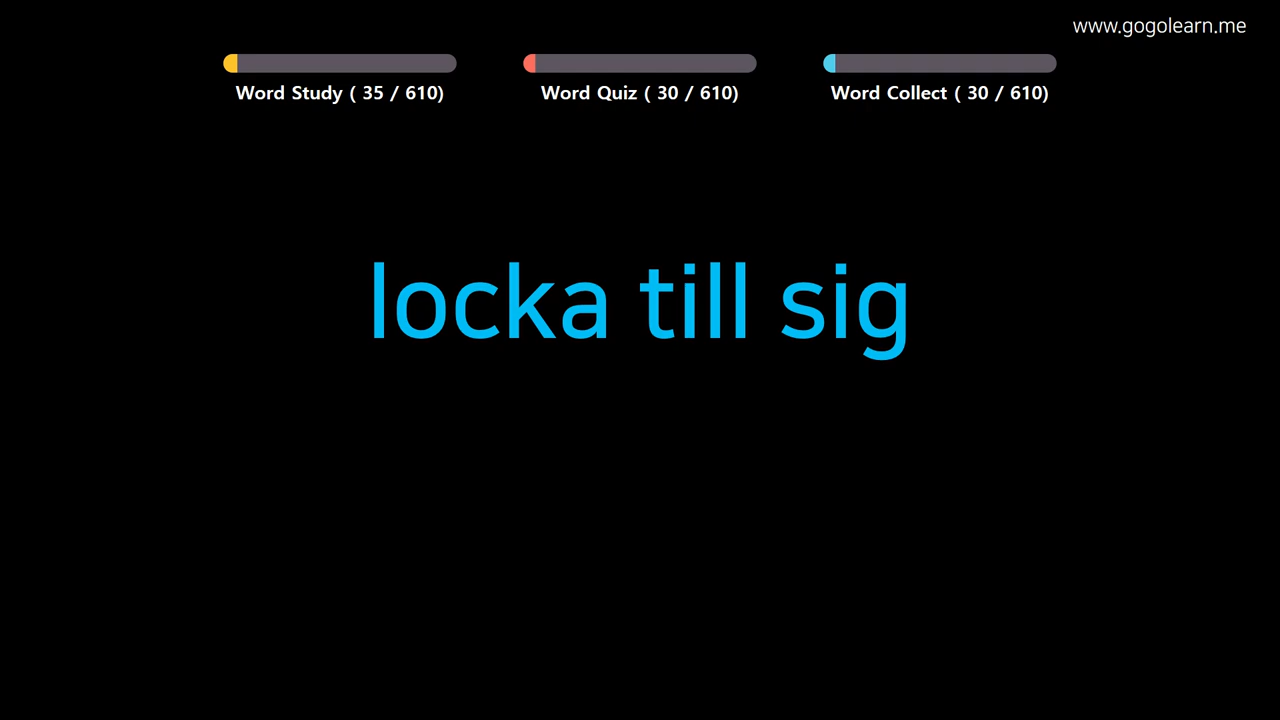 www.gogolearn.me
Word Study ( 35 / 610)
Word Quiz ( 30 / 610)
Word Collect ( 30 / 610)
locka till sig